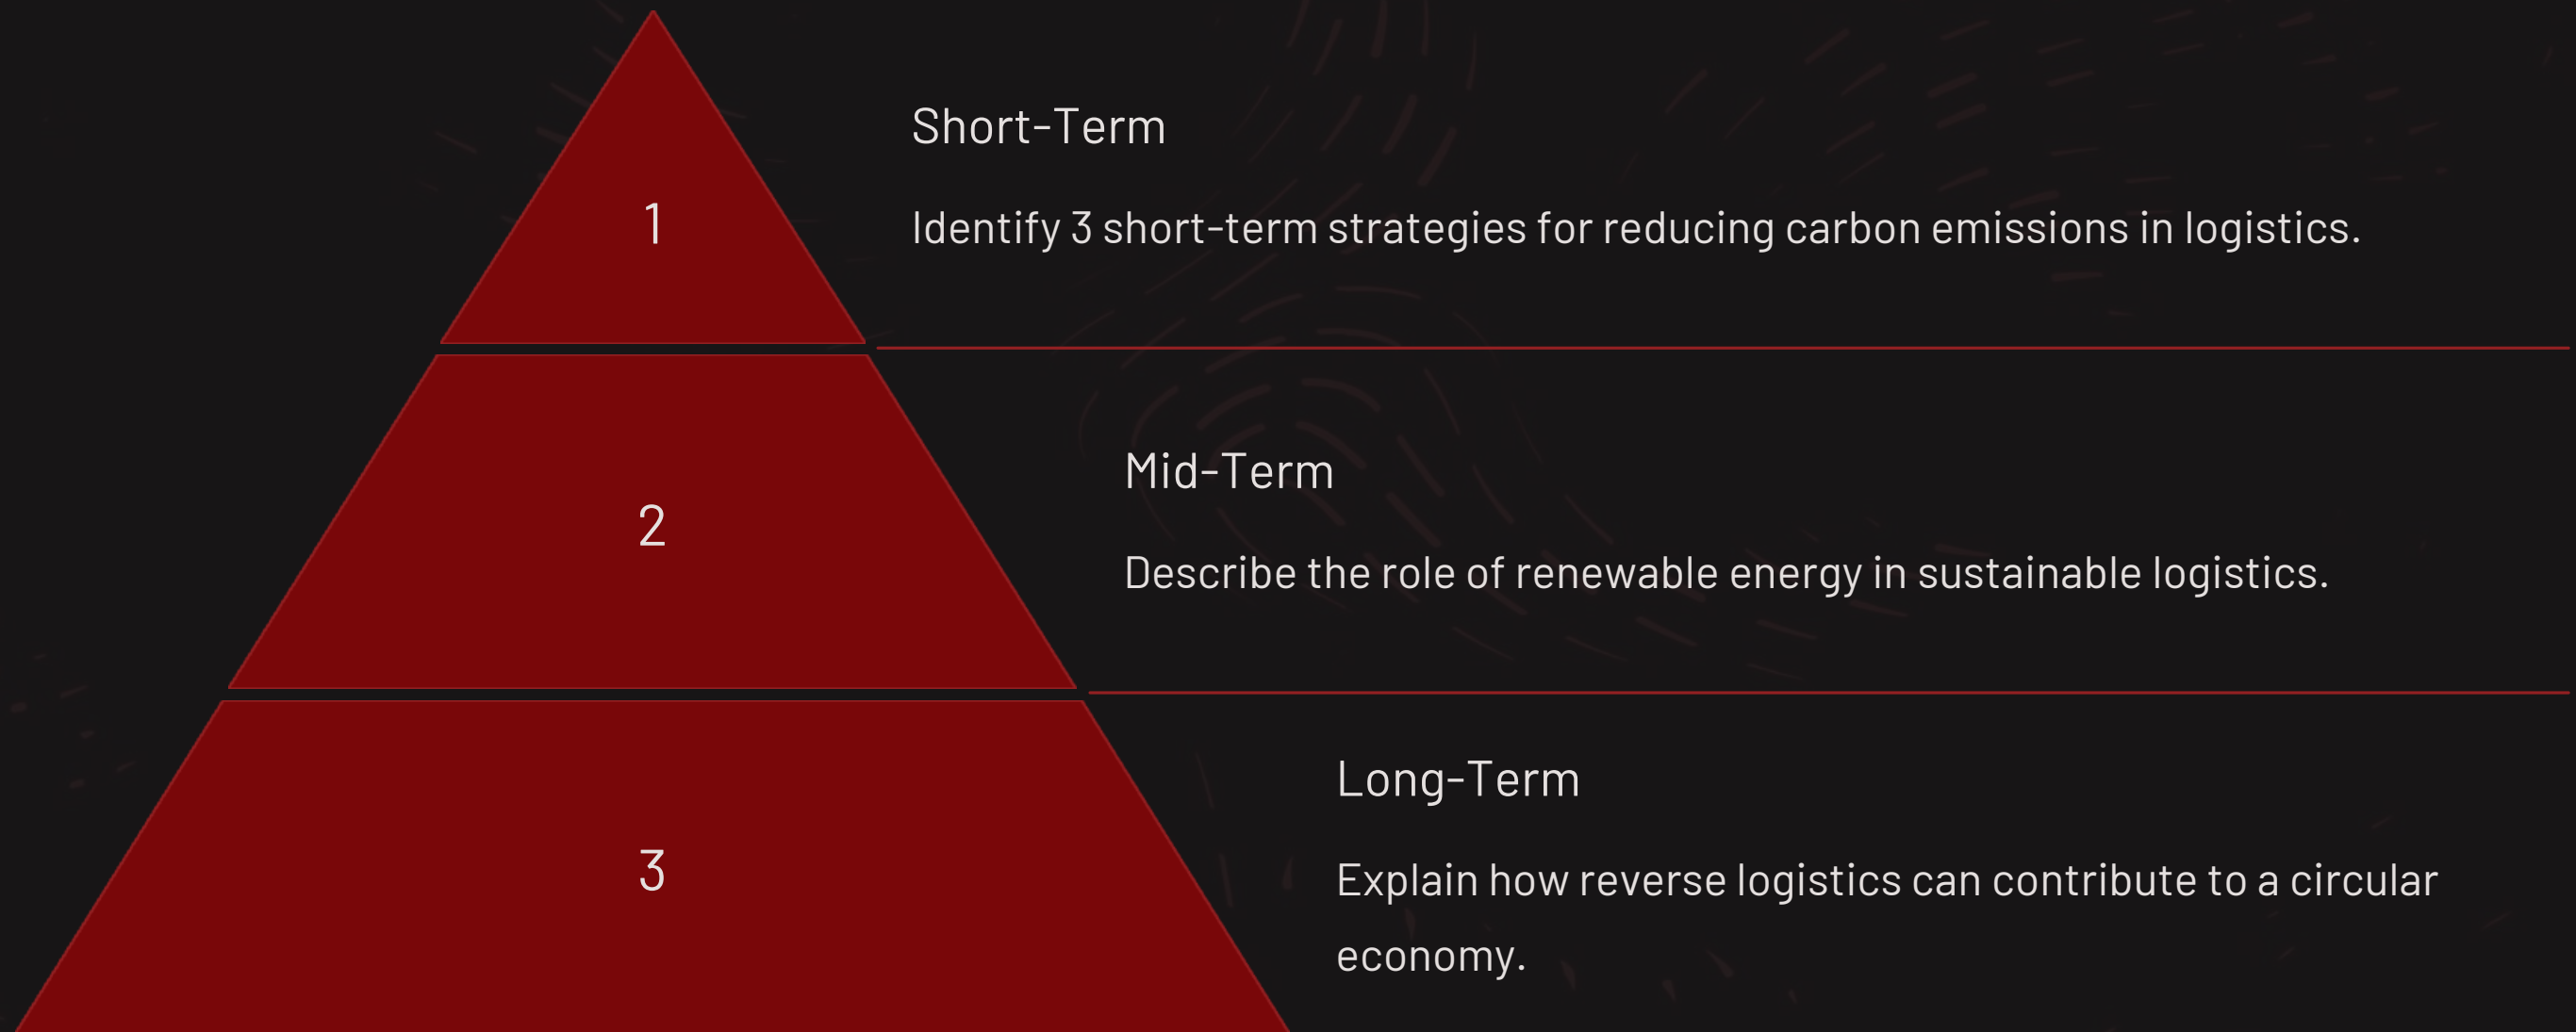 1
Short-Term
Identify 3 short-term strategies for reducing carbon emissions in logistics.
2
Mid-Term
Describe the role of renewable energy in sustainable logistics.
3
Long-Term
Explain how reverse logistics can contribute to a circular
economy.